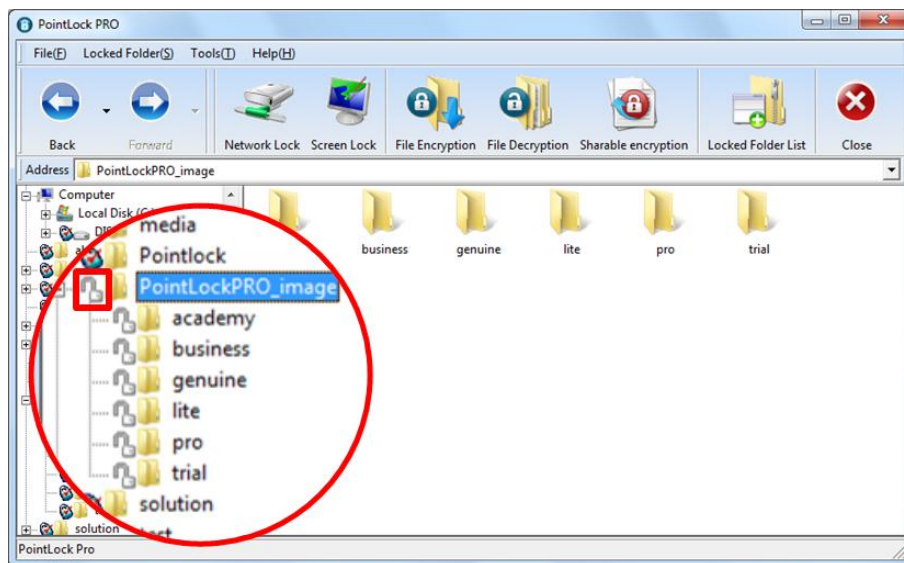 PointLock PRO
File(F) Locked Folder(S) Tools(T) Help(H)
Back Forward Network Lock Screen Lock File Encryption File Decryption Sharable encryption Locked Folder List Close
Address PointLockPRO_image
Computer
Local Disk
media
Pointlock
PointLockPRO_image
academy
business
genuine
lite
pro
trial
solution
business genuine lite pro trial
solution
PointLock Pro